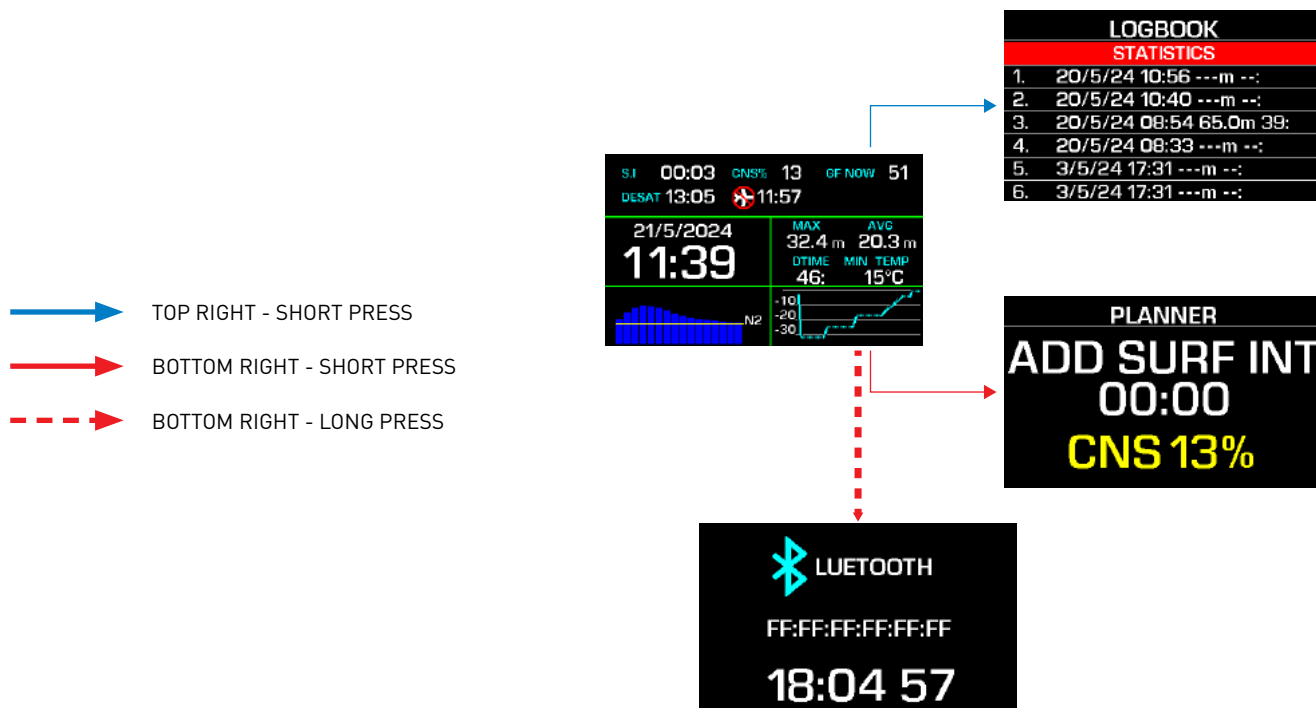 LOGBOOK
STATISTICS
1. 20/5/24 10:56 ---m --:
2. 20/5/24 10:40 ---m --:
3. 20/5/24 08:54 65.0m 39:
4. 20/5/24 08:33 ---m --:
5. 3/5/24 17:31 ---m --:
6. 3/5/24 17:31 ---m --:
S.I 00:03 CNS% 13 GF NOW 51
DESAT 13:05 11:57
21/5/2024
11:39
MAX AVG
32.4 m 20.3 m
DTIME MIN TEMP
46: 15°C
N2
-10
-20
-30
TOP RIGHT - SHORT PRESS
BOTTOM RIGHT - SHORT PRESS
BOTTOM RIGHT - LONG PRESS
PLANNER
ADD SURF INT
00:00
CNS 13%
LUETOOTH
FF:FF:FF:FF:FF:FF
18:04 57